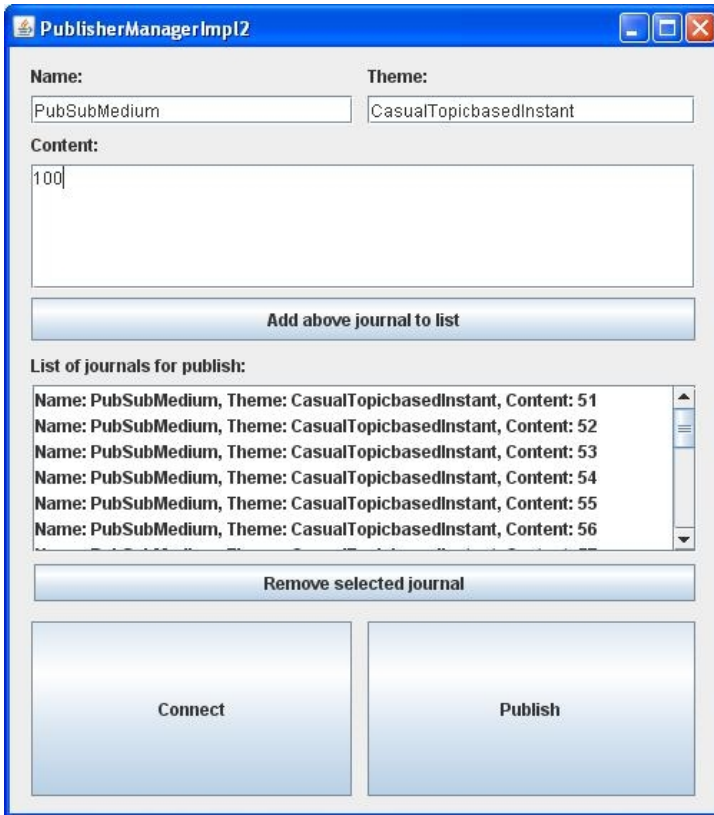 PublisherManagerImpl2
Name:
Theme:
PubSubMedium
CasualTopicbasedInstant
Content:
100
Add above journal to list
List of journals for publish:
Name: PubSubMedium, Theme: CasualTopicbasedInstant, Content: 51
Name: PubSubMedium, Theme: CasualTopicbasedInstant, Content: 52
Name: PubSubMedium, Theme: CasualTopicbasedInstant, Content: 53
Name: PubSubMedium, Theme: CasualTopicbasedInstant, Content: 54
Name: PubSubMedium, Theme: CasualTopicbasedInstant, Content: 55
Name: PubSubMedium, Theme: CasualTopicbasedInstant, Content: 56
Remove selected journal
Connect
Publish